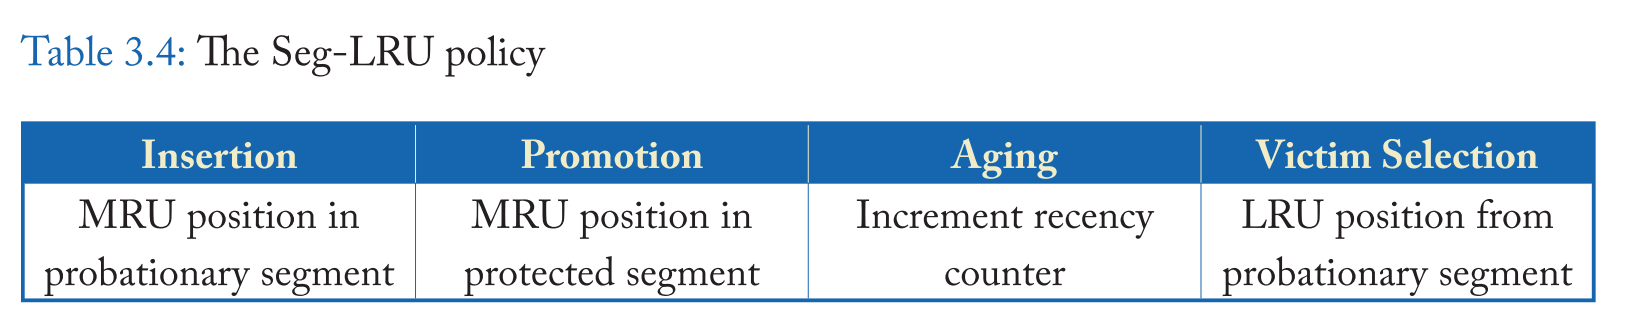 Table 3.4: The Seg-LRU policy
Insertion
Promotion
Aging
Victim Selection
MRU position in
probationary segment
MRU position in
protected segment
Increment recency
counter
LRU position from
probationary segment